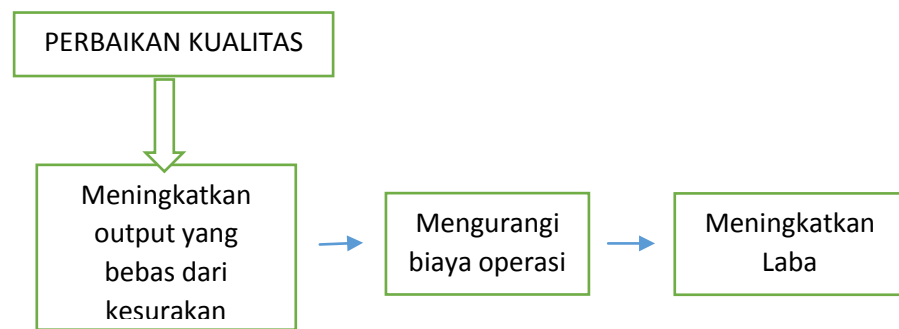 PERBAIKAN KUALITAS
Meningkatkan
output yang
bebas dari
kesurakan
Mengurangi
biaya operasi
Meningkatkan
Laba